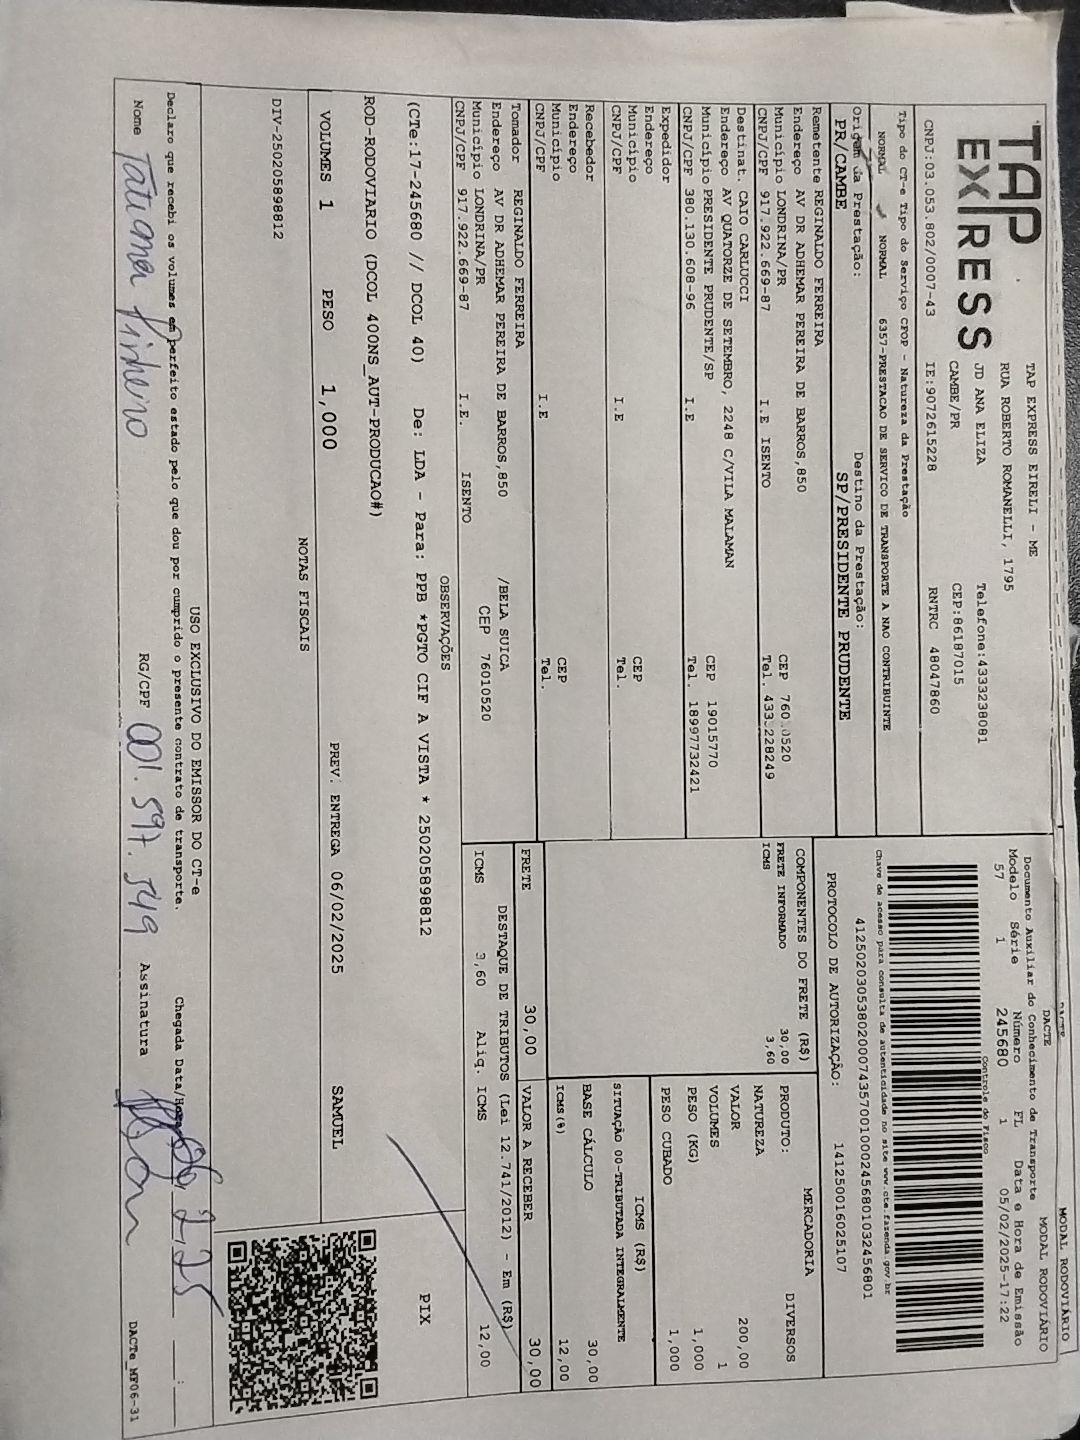 TAP EXPRESS
TAP EXPRESS EIRELI - ME
RUA ROBERTO ROMANELLI, 1795
JD ANA ELIZA
CAMBE/PR
Telefone:4333238081
CEP:86187015
CNPJ:03.053.802/0007-43 IE:9072615228 RNTRC 48047860
Tipo do CT-e Tipo do Serviço CFOP - Natureza da Prestação
NORMAL NORMAL 6357-PRESTACAO DE SERVICO DE TRANSPORTE A NAO CONTRIBUINTE
Origem da Prestação: Destino da Prestação:
PR/CAMBE SP/PRESIDENTE PRUDENTE
MODAL RODOVIÁRIO
DACTE MODAL RODOVIÁRIO
Documento Auxiliar do Conhecimento de Transporte
Modelo Série Número FL Data e Hora de Emissão
57 1 245680 1 05/02/2025-17:22
Controle do Fisco
41250203053802000743570010002456801032456801
Chave de acesso para consulta de autenticidade no site www.cte.fazenda.gov.br
PROTOCOLO DE AUTORIZAÇÃO: 141250016025107
Remetente REGINALDO FERREIRA
Endereço AV DR ADHEMAR PEREIRA DE BARROS,850
Município LONDRINA/PR CEP 760 0520
CNPJ/CPF 917.922.669-87 I.E ISENTO Tel. 433 228249
Destinat. CAIO CARLUCCI
Endereço AV QUATORZE DE SETEMBRO, 2248 C/VILA MALAMAN
Município PRESIDENTE PRUDENTE/SP CEP 19015770
CNPJ/CPF 380.130.608-96 I.E Tel. 18997732421
Expedidor
Endereço
Município CEP
CNPJ/CPF I.E Tel.
Recebedor
Endereço
Município CEP
CNPJ/CPF I.E Tel.
Tomador REGINALDO FERREIRA
Endereço AV DR ADHEMAR PEREIRA DE BARROS,850 /BELA SUICA
Município LONDRINA/PR CEP 76010520
CNPJ/CPF 917.922.669-87 I.E. ISENTO
COMPONENTES DO FRETE (R$)
FRETE INFORMADO 30,00
ICMS 3,60
FRETE 30,00
MERCADORIA
PRODUTO: DIVERSOS
NATUREZA
VALOR 200,00
VOLUMES 1
PESO (KG) 1,000
PESO CUBADO 1,000
ICMS (R$)
SITUAÇÃO 00-TRIBUTADA INTEGRALMENTE
BASE CÁLCULO 30,00
ICMS(%) 12,00
VALOR A RECEBER 30,00
DESTAQUE DE TRIBUTOS (Lei 12.741/2012) - Em (R$)
ICMS 3,60 Aliq. ICMS 12,00
OBSERVAÇÕES
(CTe:17-245680 // DCOL 40) De: LDA - Para: PPB *PGTO CIF A VISTA * 250205898812
ROD-RODOVIARIO (DCOL 400NS_AUT-PRODUCAO#)
PIX
VOLUMES 1 PESO 1,000 PREV. ENTREGA 06/02/2025 SAMUEL
NOTAS FISCAIS
DIV-250205898812
USO EXCLUSIVO DO EMISSOR DO CT-e
Declaro que recebi os volumes em perfeito estado pelo que dou por cumprido o presente contrato de transporte. Chegada Data/Hora
Nome Tatiana Pinheiro RG/CPF 001.597.549 Assinatura
DACTe_MF06-31